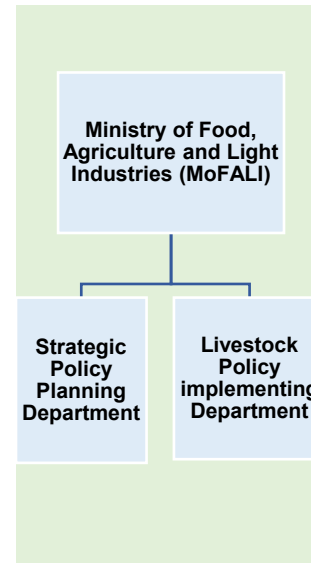 Ministry of Food,
Agriculture and Light
Industries (MoFALI)
Strategic
Policy
Planning
Department
Livestock
Policy
implementing
Department